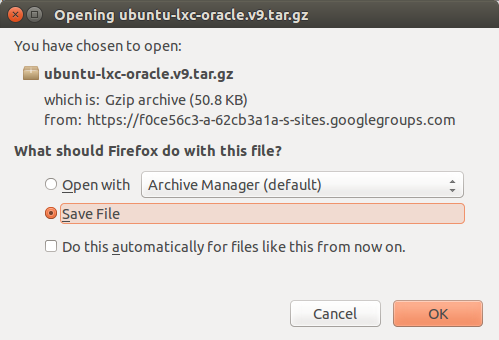 Opening ubuntu-lxc-oracle.v9.tar.gz
You have chosen to open:
ubuntu-lxc-oracle.v9.tar.gz
which is: Gzip archive (50.8 KB)
from: https://f0ce56c3-a-62cb3a1a-s-sites.googlegroups.com
What should Firefox do with this file?
Open with Archive Manager (default)
Save File
Do this automatically for files like this from now on.
Cancel OK